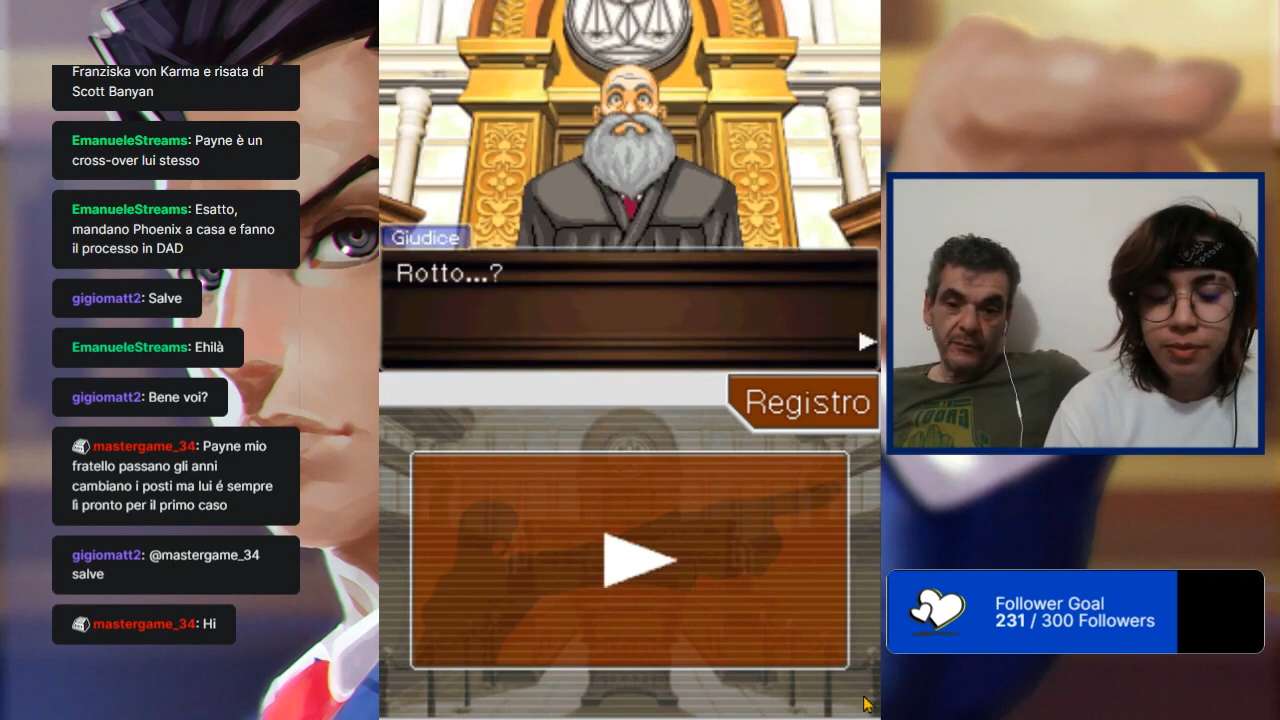 Franziska von Karma e risata di
Scott Banyan
EmanueleStreams: Payne è un
cross-over lui stesso
EmanueleStreams: Esatto,
mandano Phoenix a casa e fanno
il processo in DAD
gigiomatt2: Salve
EmanueleStreams: Ehilà
gigiomatt2: Bene voi?
mastergame_34: Payne mio
fratello passano gli anni
cambiano i posti ma lui é sempre
lì pronto per il primo caso
gigiomatt2: @mastergame_34
salve
mastergame_34: Hi
Giudice
Rotto...?
Registro
Follower Goal
231 / 300 Followers